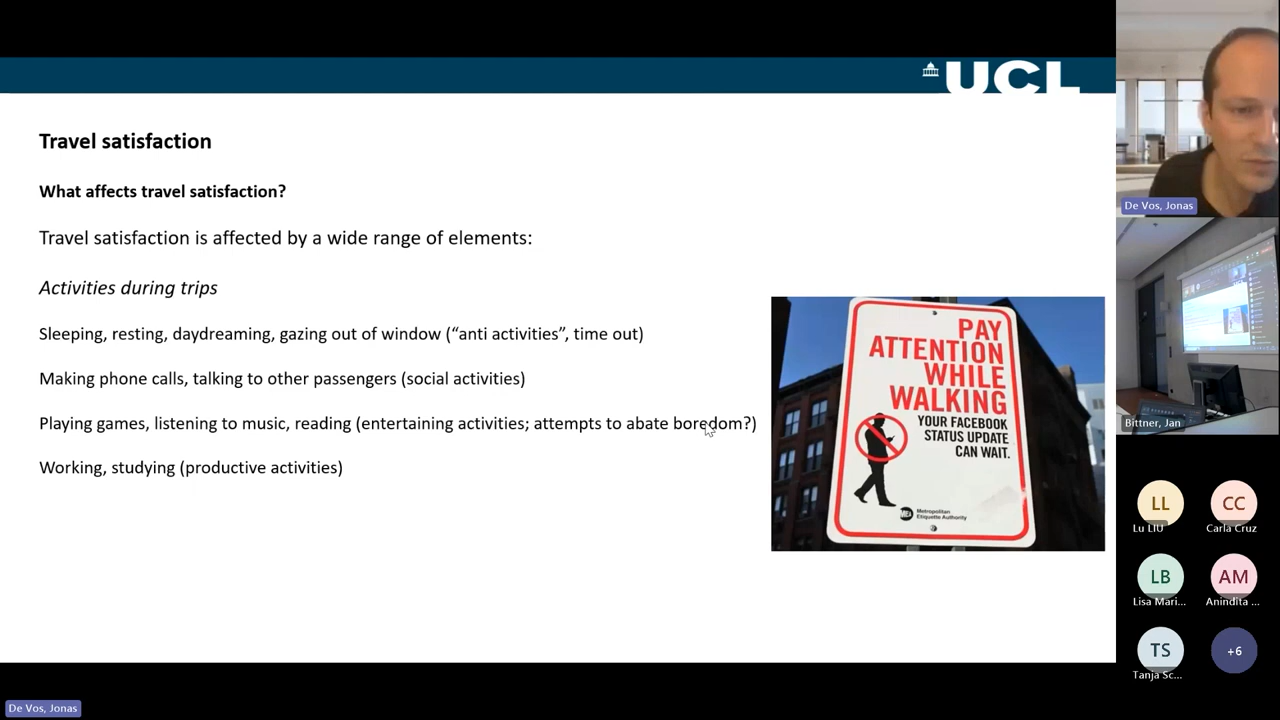 UCL
Travel satisfaction
What affects travel satisfaction?
Travel satisfaction is affected by a wide range of elements:
Activities during trips
Sleeping, resting, daydreaming, gazing out of window (“anti activities”, time out)
Making phone calls, talking to other passengers (social activities)
Playing games, listening to music, reading (entertaining activities; attempts to abate boredom?)
Working, studying (productive activities)
PAY
ATTENTION
WHILE
WALKING
YOUR FACEBOOK
STATUS UPDATE
CAN WAIT.
Metropolitan
Etiquette Authority
De Vos, Jonas
Bittner, Jan
LL
CC
Lu LIU
Carla Cruz
LB
AM
Lisa Mari...
Anindita ...
TS
+6
Tanja Sc...
De Vos, Jonas